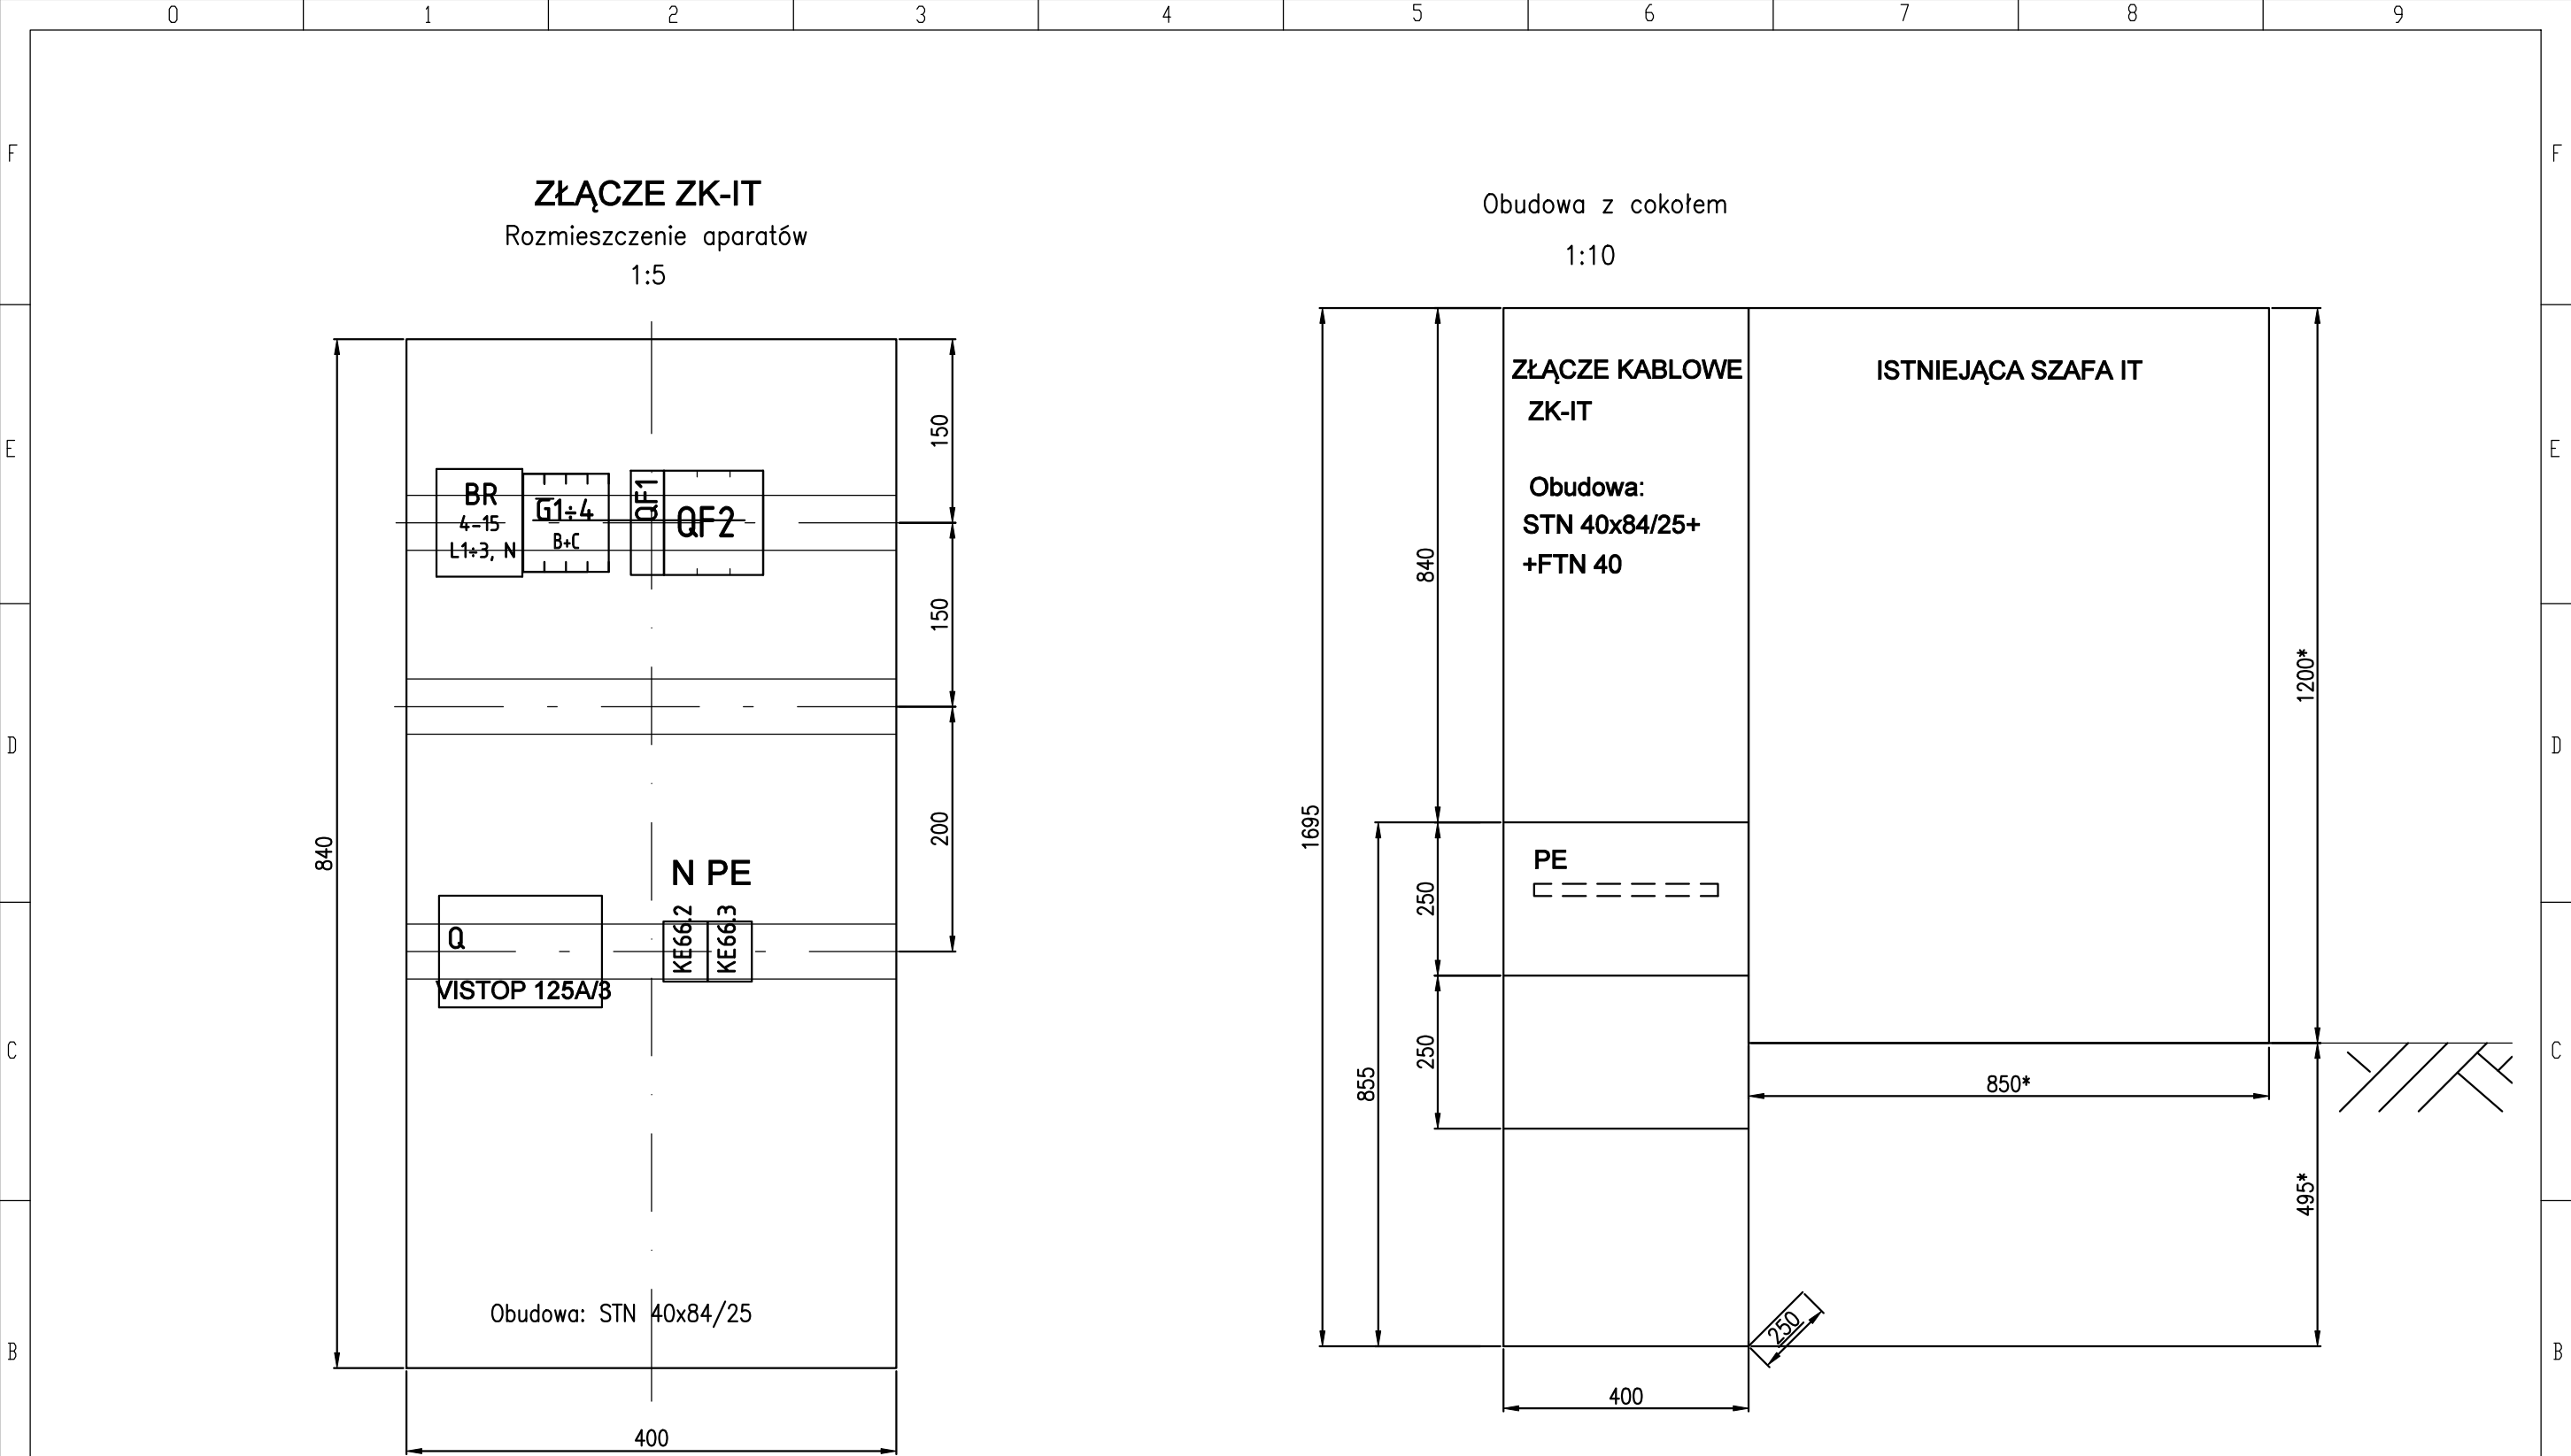 0 1 2 3 4 5 6 7 8 9
F
F
ZŁĄCZE ZK-IT
Rozmieszczenie aparatów
1:5
Obudowa z cokołem
1:10
E
E
150
BR
4-15
L1÷3, N
G1÷4
B+C
QF1
QF2
150
D
D
200
840
N PE
KE66.2
KE66.3
Q
VISTOP 125A/3
C
C
Obudowa: STN 40x84/25
B
B
400
ZŁĄCZE KABLOWE
ZK-IT
ISTNIEJĄCA SZAFA IT
Obudowa:
STN 40x84/25+
+FTN 40
840
1200*
1695
PE
250
250
855
850*
495*
250
400